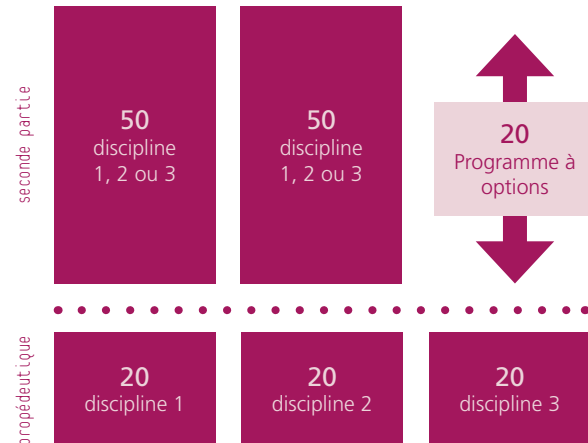 seconde partie
50
discipline
1, 2 ou 3
50
discipline
1, 2 ou 3
20
Programme à
options
propédeutique
20
discipline 1
20
discipline 2
20
discipline 3